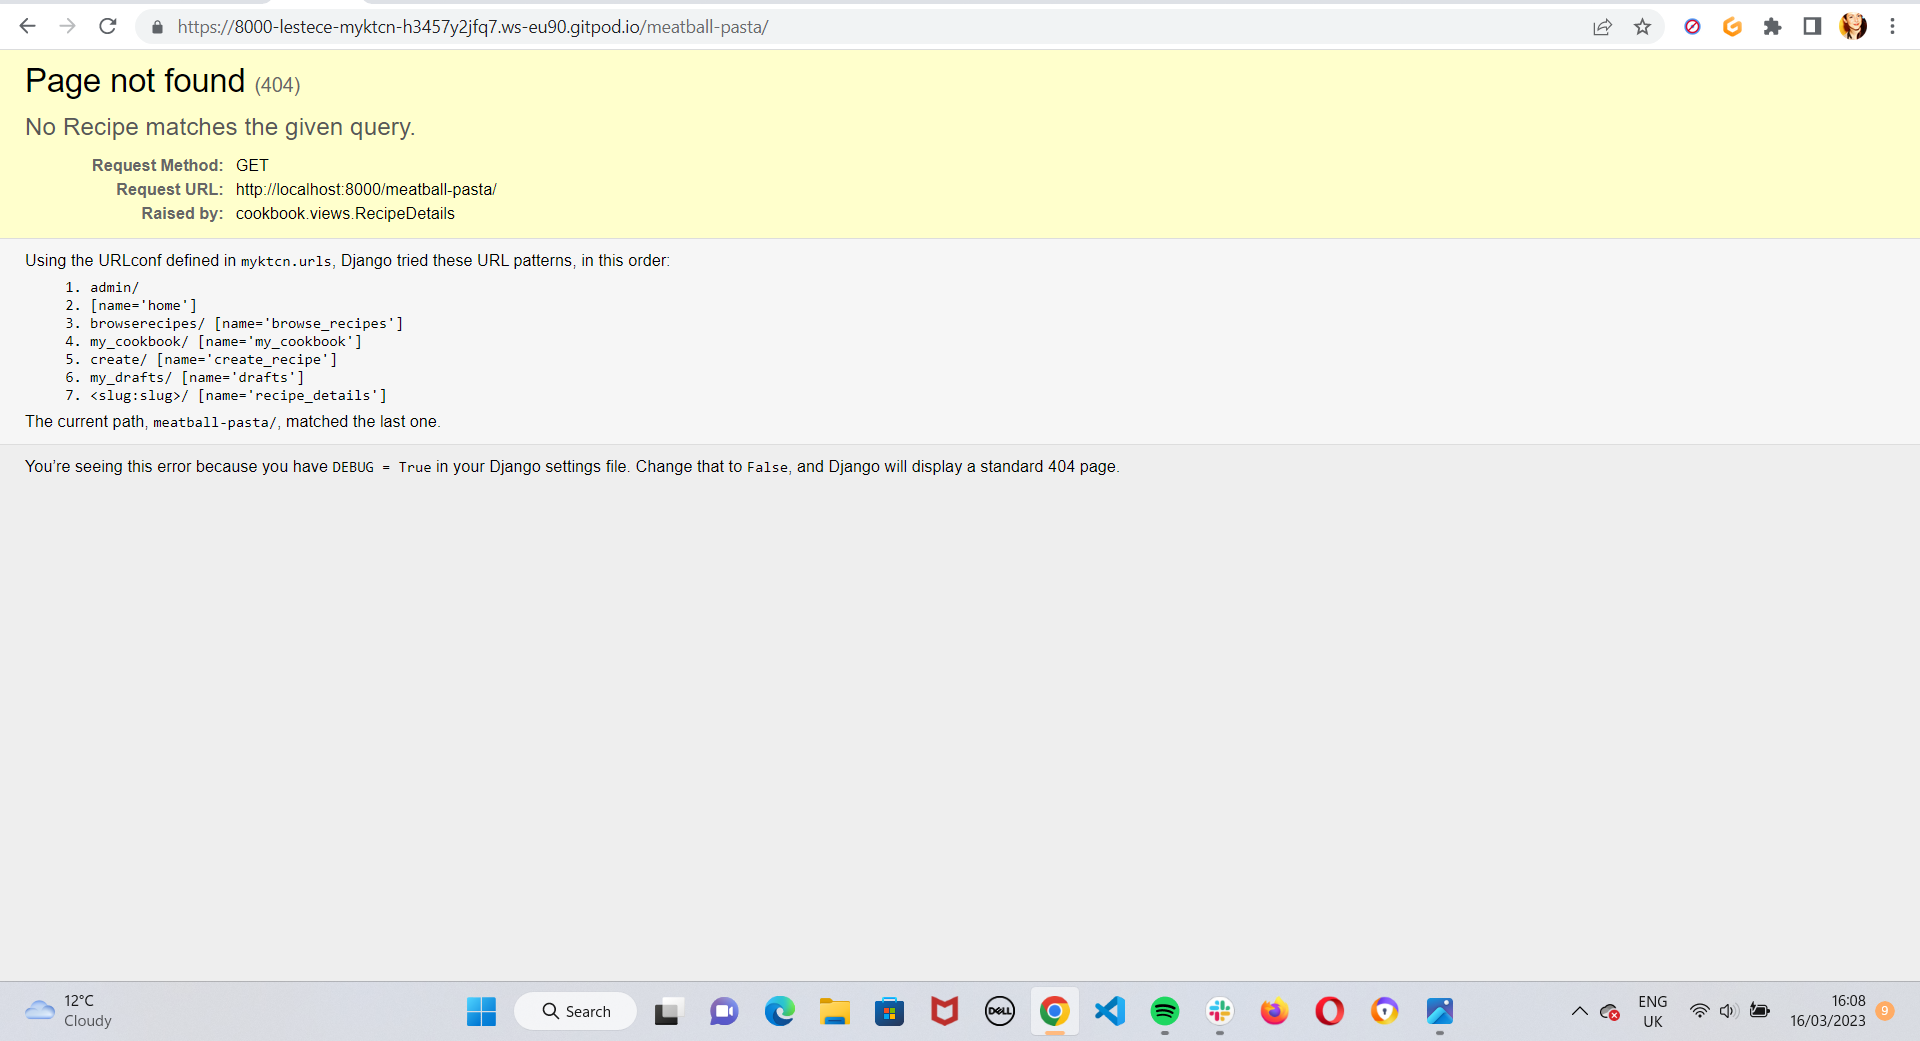 https://8000-lestece-myktcn-h3457y2jfq7.ws-eu90.gitpod.io/meatball-pasta/
Page not found (404)
No Recipe matches the given query.
Request Method: GET
Request URL: http://localhost:8000/meatball-pasta/
Raised by: cookbook.views.RecipeDetails
Using the URLconf defined in myktcn.urls, Django tried these URL patterns, in this order:
1. admin/
2. [name='home']
3. browserecipes/ [name='browse_recipes']
4. my_cookbook/ [name='my_cookbook']
5. create/ [name='create_recipe']
6. my_drafts/ [name='drafts']
7. <slug:slug>/ [name='recipe_details']
The current path, meatball-pasta/, matched the last one.
You’re seeing this error because you have DEBUG = True in your Django settings file. Change that to False, and Django will display a standard 404 page.
12°C
Cloudy
Search
DELL
ENG
UK
16:08
16/03/2023
9